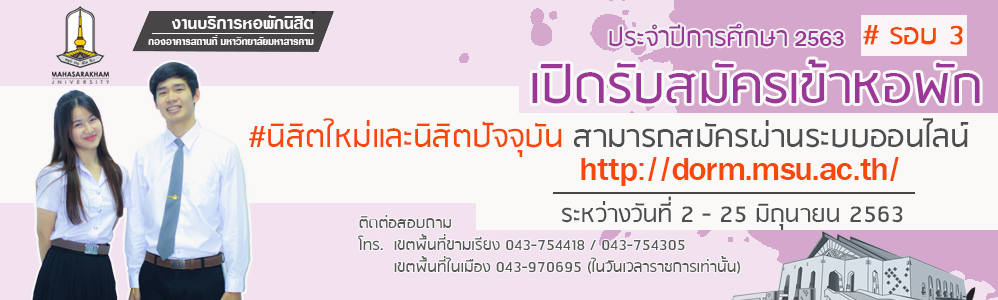 MAHASARAKHAM
UNIVERSITY
งานบริการหอพักนิสิต
กองอาคารสถานที่ มหาวิทยาลัยมหาสารคาม
ประจำปีการศึกษา 2563 # รอบ 3
เปิดรับสมัครเข้าหอพัก
#นิสิตใหม่และนิสิตปัจจุบัน สามารถสมัครผ่านระบบออนไลน์
http://dorm.msu.ac.th/
ระหว่างวันที่ 2 - 25 มิถุนายน 2563
ติดต่อสอบถาม
โทร. เขตพื้นที่ขามเรียง 043-754418 / 043-754305
เขตพื้นที่ในเมือง 043-970695 (ในวันเวลาราชการเท่านั้น)